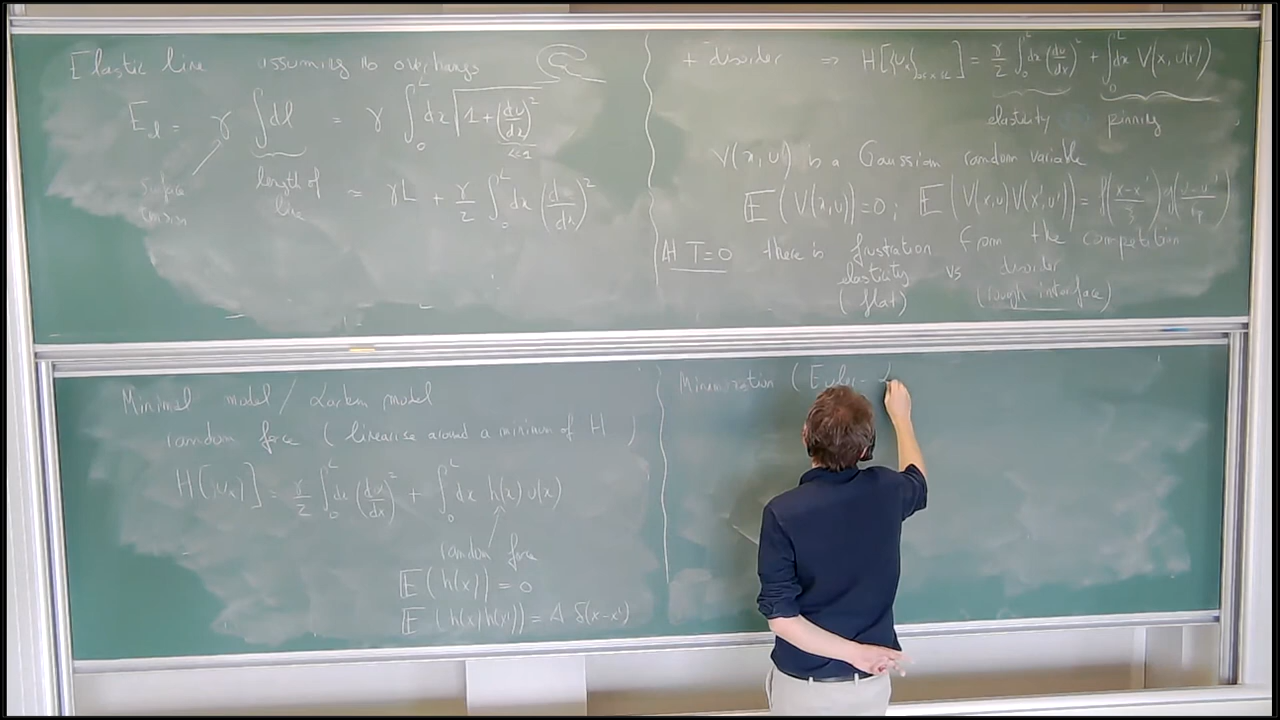 Elastic line assuming no overhangs
E_el = γ ∫dl = γ ∫_0^L dx √(1 + (du/dx)²)
<<1
surface tension
length of line
= γL + γ/2 ∫_0^L dx (du/dx)²
+ disorder ⇒ H[{u_x}_{0≤x≤L}] = γ/2 ∫_0^L dx (du/dx)² + ∫_0^L dx V(x, u(x))
elasticity pinning
V(x, u) is a Gaussian random variable
𝔼(V(x,u)) = 0 ; 𝔼(V(x,u)V(x',u')) =
At T=0 there is frustration from the competition
elasticity vs disorder
(flat) (rough interface)
Minimal model / Larkin model
random force (linearise around a minimum of H)
= γ/2 ∫_0^L dx (du/dx)² + ∫_0^L dx h(x) u(x)
random force
𝔼(h(x)) = 0
𝔼(h(x)h(x')) = Δ δ(x-x')
Minimization (Euler -